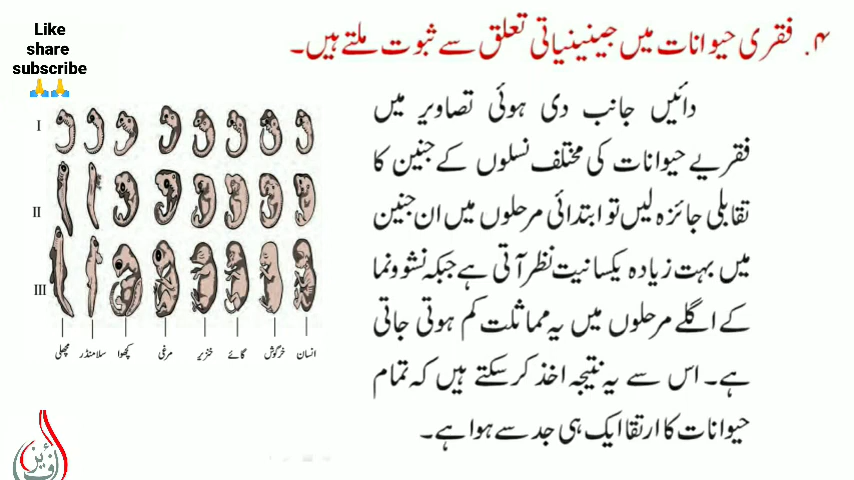 Like
share
subscribe
۴. فقری حیوانات میں جینینیاتی تعلق سے ثبوت ملتے ہیں۔
دائیں جانب دی ہوئی تصاویر میں
فقریے حیوانات کی مختلف نسلوں کے جنین کا
تقابلی جائزہ لیں تو ابتدائی مرحلوں میں ان جنین
میں بہت زیادہ یکسانیت نظر آتی ہے جبکہ نشوونما
کے اگلے مرحلوں میں یہ مماثلت کم ہوتی جاتی
ہے۔ اس سے یہ نتیجہ اخذ کرسکتے ہیں کہ تمام
حیوانات کا ارتقا ایک ہی جد سے ہوا ہے۔
I
II
III
انسان خرگوش گائے خنزیر مرغی کچھوا سلامنڈر مچھلی